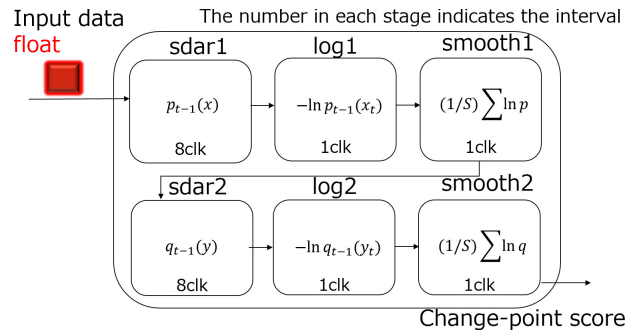 Input data
float
The number in each stage indicates the interval
sdar1
log1
smooth1
p_{t−1}(x)
−ln p_{t−1}(x_t)
(1/S) ∑ ln p
8clk
1clk
1clk
sdar2
log2
smooth2
q_{t−1}(y)
−ln q_{t−1}(y_t)
(1/S) ∑ ln q
8clk
1clk
1clk
Change-point score